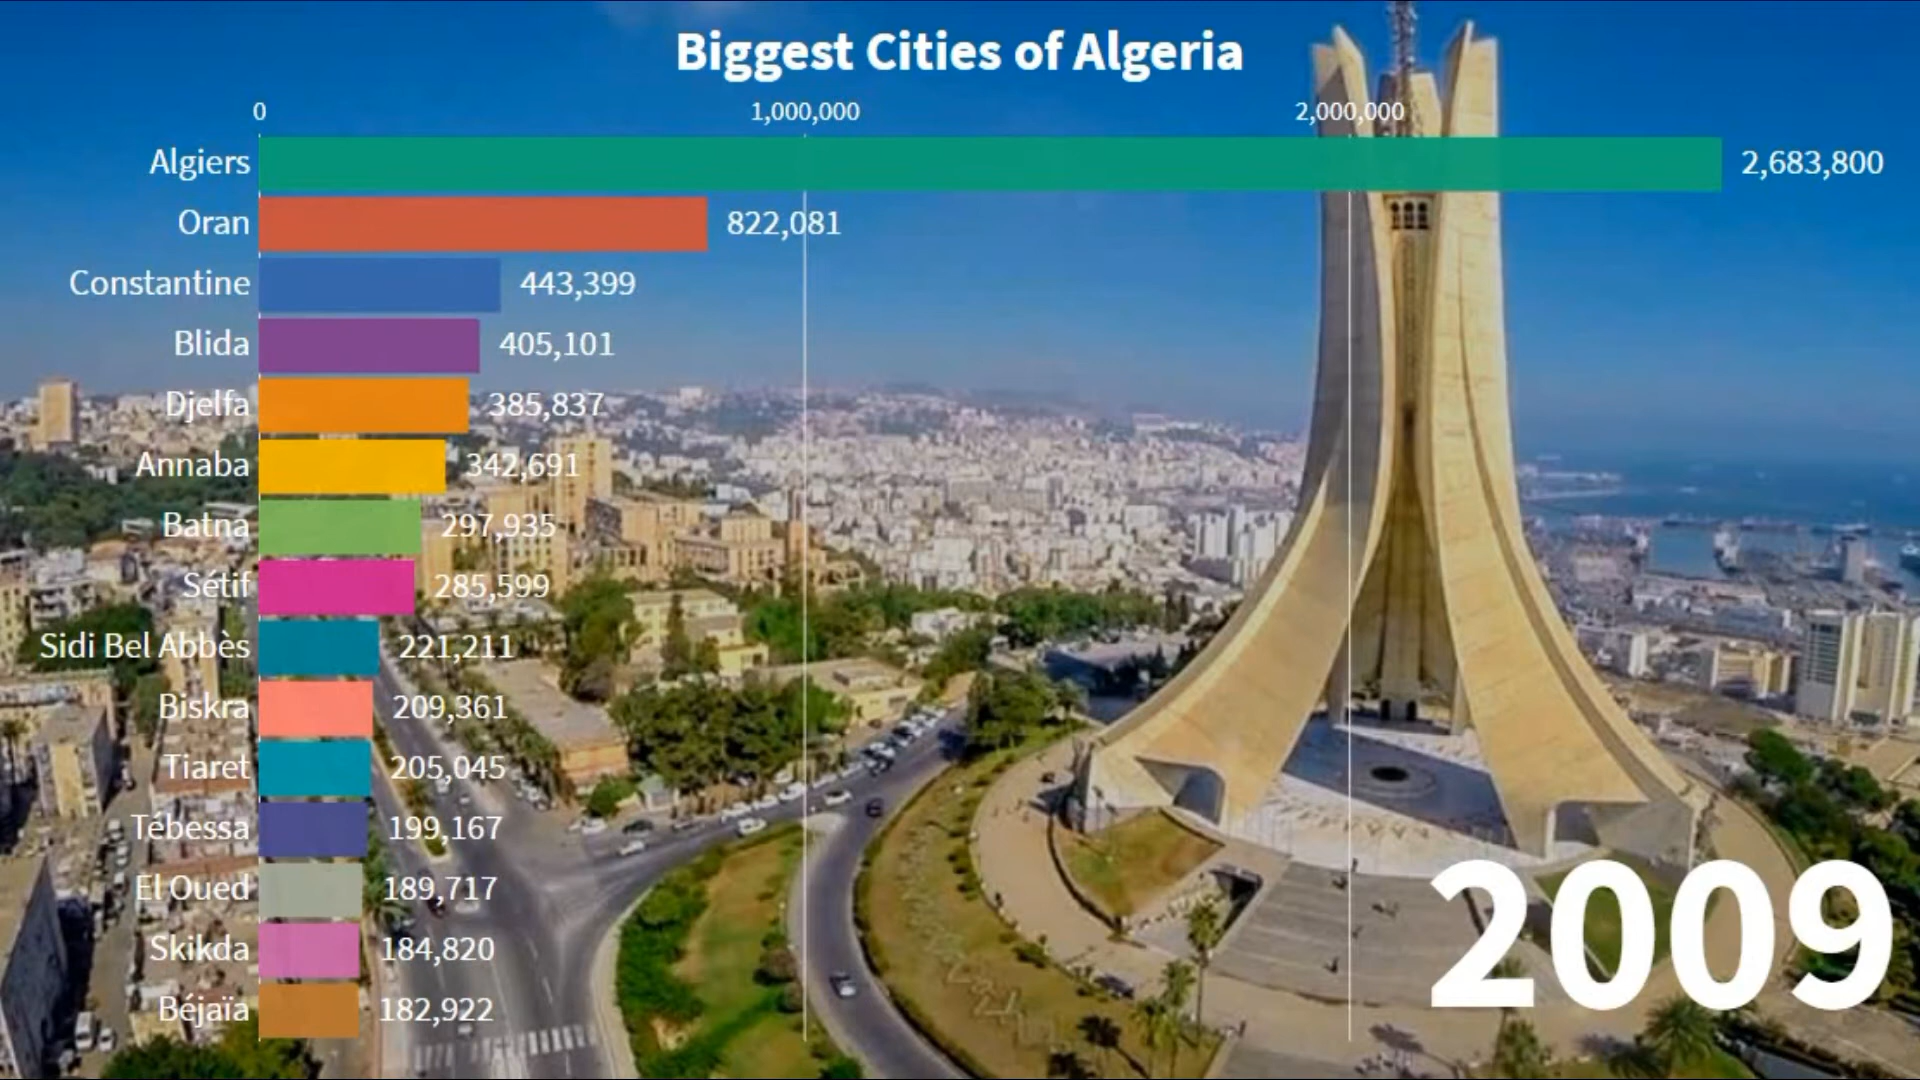 Biggest Cities of Algeria
0 1,000,000 2,000,000
Algiers 2,683,800
Oran 822,081
Constantine 443,399
Blida 405,101
Djelfa 385,837
Annaba 342,691
Batna 297,935
Sétif 285,599
Sidi Bel Abbès 221,211
Biskra 209,361
Tiaret 205,045
Tébessa 199,167
El Oued 189,717
Skikda 184,820
Béjaïa 182,922
2009